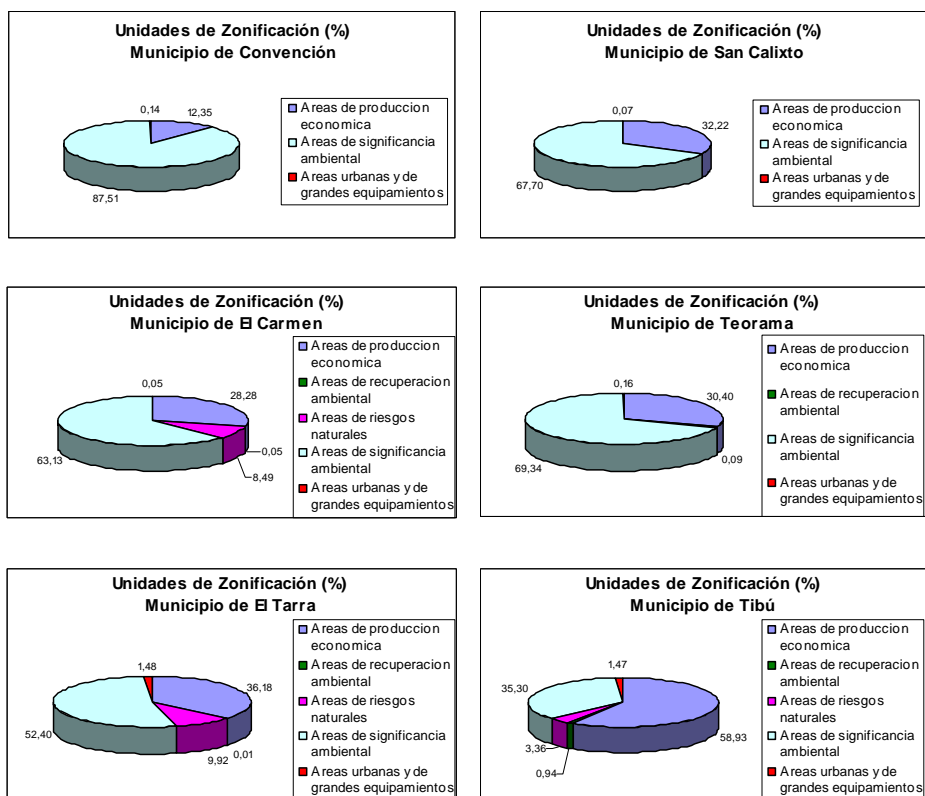 Unidades de Zonificación (%)
Municipio de Convención
0,14
12,35
87,51
Areas de produccion
economica
Areas de significancia
ambiental
Areas urbanas y de
grandes equipamientos
Unidades de Zonificación (%)
Municipio de San Calixto
0,07
32,22
67,70
Areas de produccion
economica
Areas de significancia
ambiental
Areas urbanas y de
grandes equipamientos
Unidades de Zonificación (%)
Municipio de El Carmen
0,05
28,28
0,05
8,49
63,13
Areas de produccion
economica
Areas de recuperacion
ambiental
Areas de riesgos
naturales
Areas de significancia
ambiental
Areas urbanas y de
grandes equipamientos
Unidades de Zonificación (%)
Municipio de Teorama
0,16
30,40
0,09
69,34
Areas de produccion
economica
Areas de recuperacion
ambiental
Areas de significancia
ambiental
Areas urbanas y de
grandes equipamientos
Unidades de Zonificación (%)
Municipio de El Tarra
1,48
36,18
0,01
9,92
52,40
Areas de produccion
economica
Areas de recuperacion
ambiental
Areas de riesgos
naturales
Areas de significancia
ambiental
Areas urbanas y de
grandes equipamientos
Unidades de Zonificación (%)
Municipio de Tibú
1,47
35,30
3,36
0,94
58,93
Areas de produccion
economica
Areas de recuperacion
ambiental
Areas de riesgos
naturales
Areas de significancia
ambiental
Areas urbanas y de
grandes equipamientos